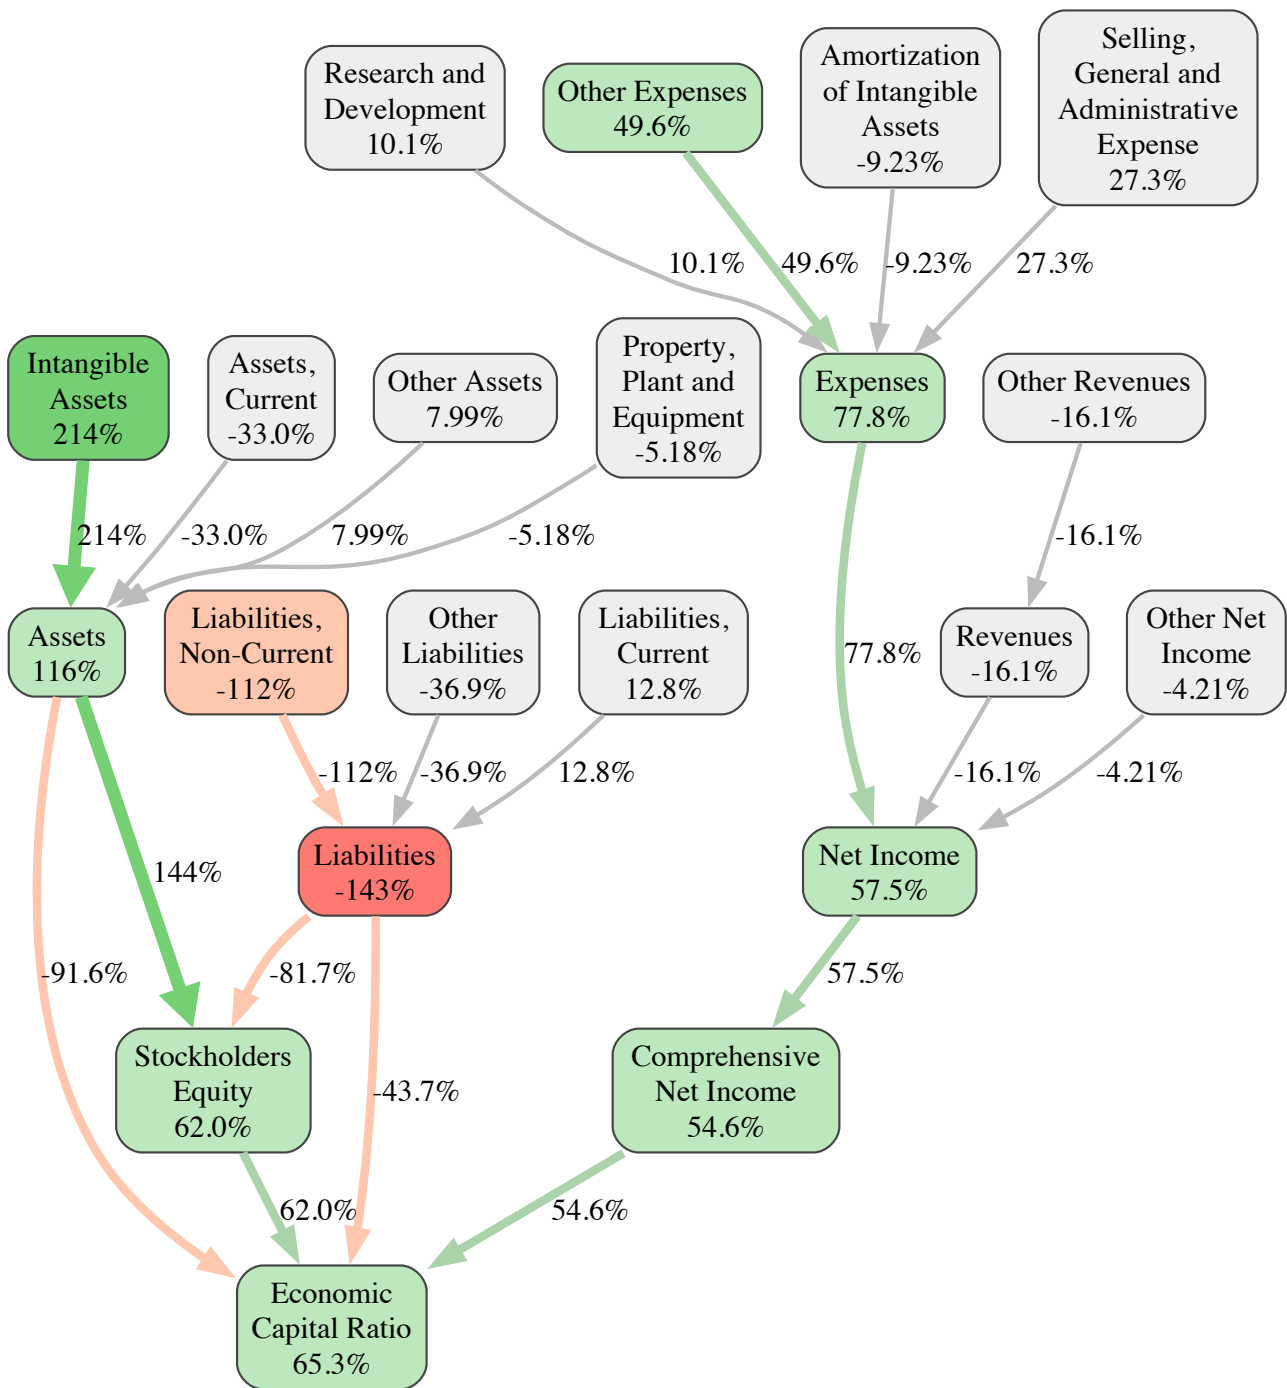 Research and
Development
10.1%
Other Expenses
49.6%
Amortization
of Intangible
Assets
-9.23%
Selling,
General and
Administrative
Expense
27.3%
10.1%
49.6%
-9.23%
27.3%
Intangible
Assets
214%
Assets,
Current
-33.0%
Other Assets
7.99%
Property,
Plant and
Equipment
-5.18%
Expenses
77.8%
Other Revenues
-16.1%
214%
-33.0%
7.99%
-5.18%
-16.1%
Assets
116%
Liabilities,
Non-Current
-112%
Other
Liabilities
-36.9%
Liabilities,
Current
12.8%
77.8%
Revenues
-16.1%
Other Net
Income
-4.21%
-112%
-36.9%
12.8%
-16.1%
-4.21%
144%
Liabilities
-143%
Net Income
57.5%
-91.6%
-81.7%
57.5%
Stockholders
Equity
62.0%
-43.7%
Comprehensive
Net Income
54.6%
62.0%
54.6%
Economic
Capital Ratio
65.3%